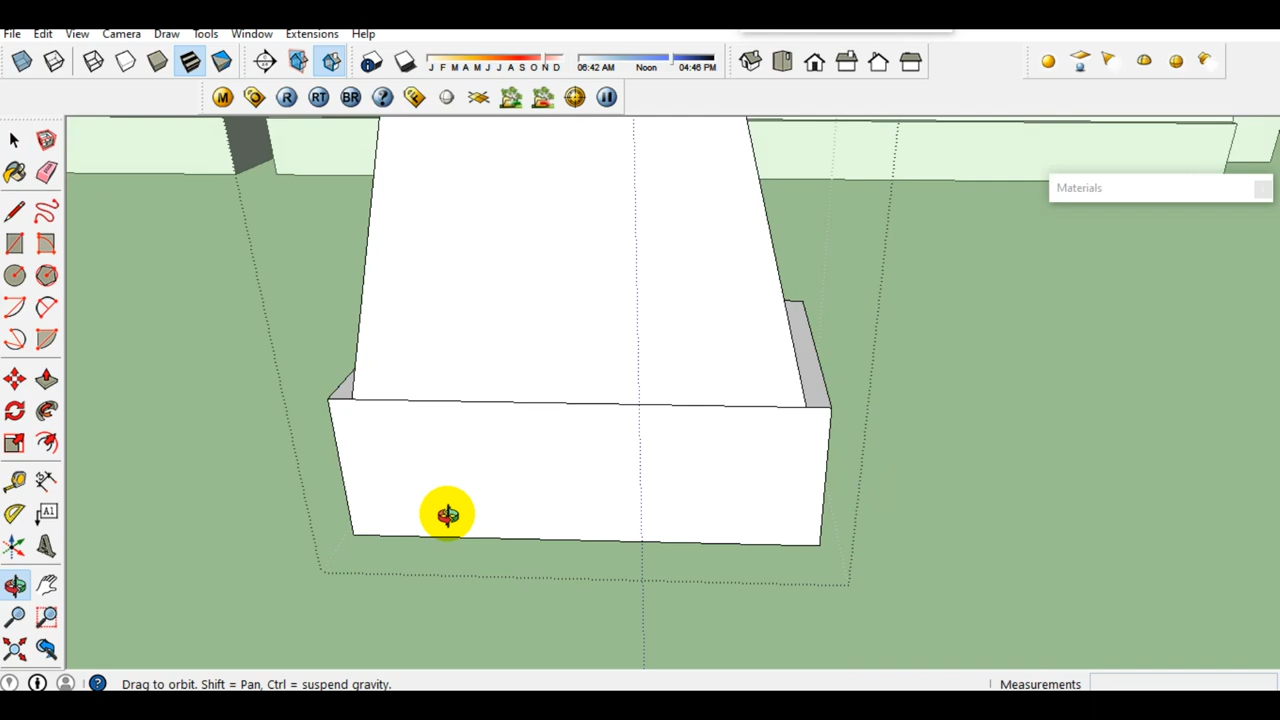 File Edit View Camera Draw Tools Window Extensions Help
J F M A M J J A S O N D 06:42 AM Noon 04:46 PM
M R RT BR ?
Materials
A1
Drag to orbit. Shift = Pan, Ctrl = suspend gravity. Measurements